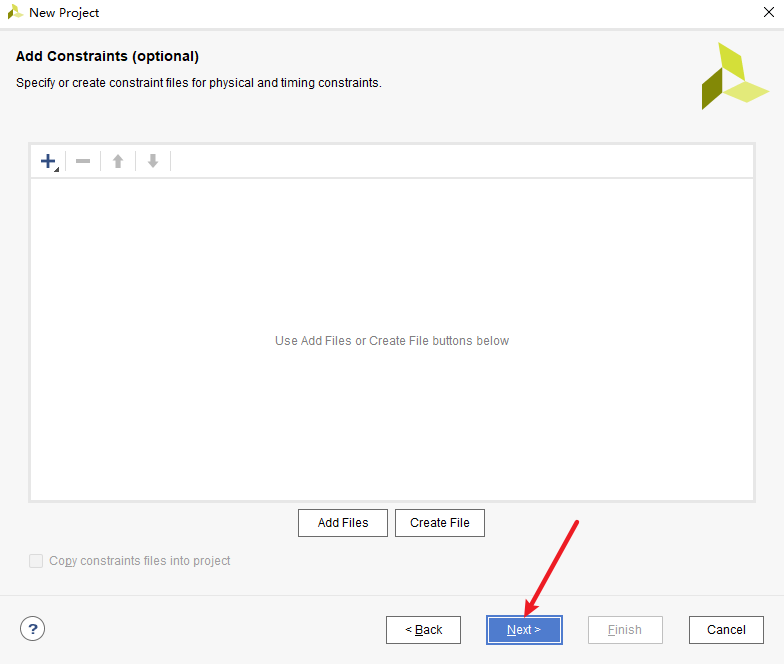 New Project
Add Constraints (optional)
Specify or create constraint files for physical and timing constraints.
Use Add Files or Create File buttons below
Add Files
Create File
Copy constraints files into project
?
< Back
Next >
Finish
Cancel